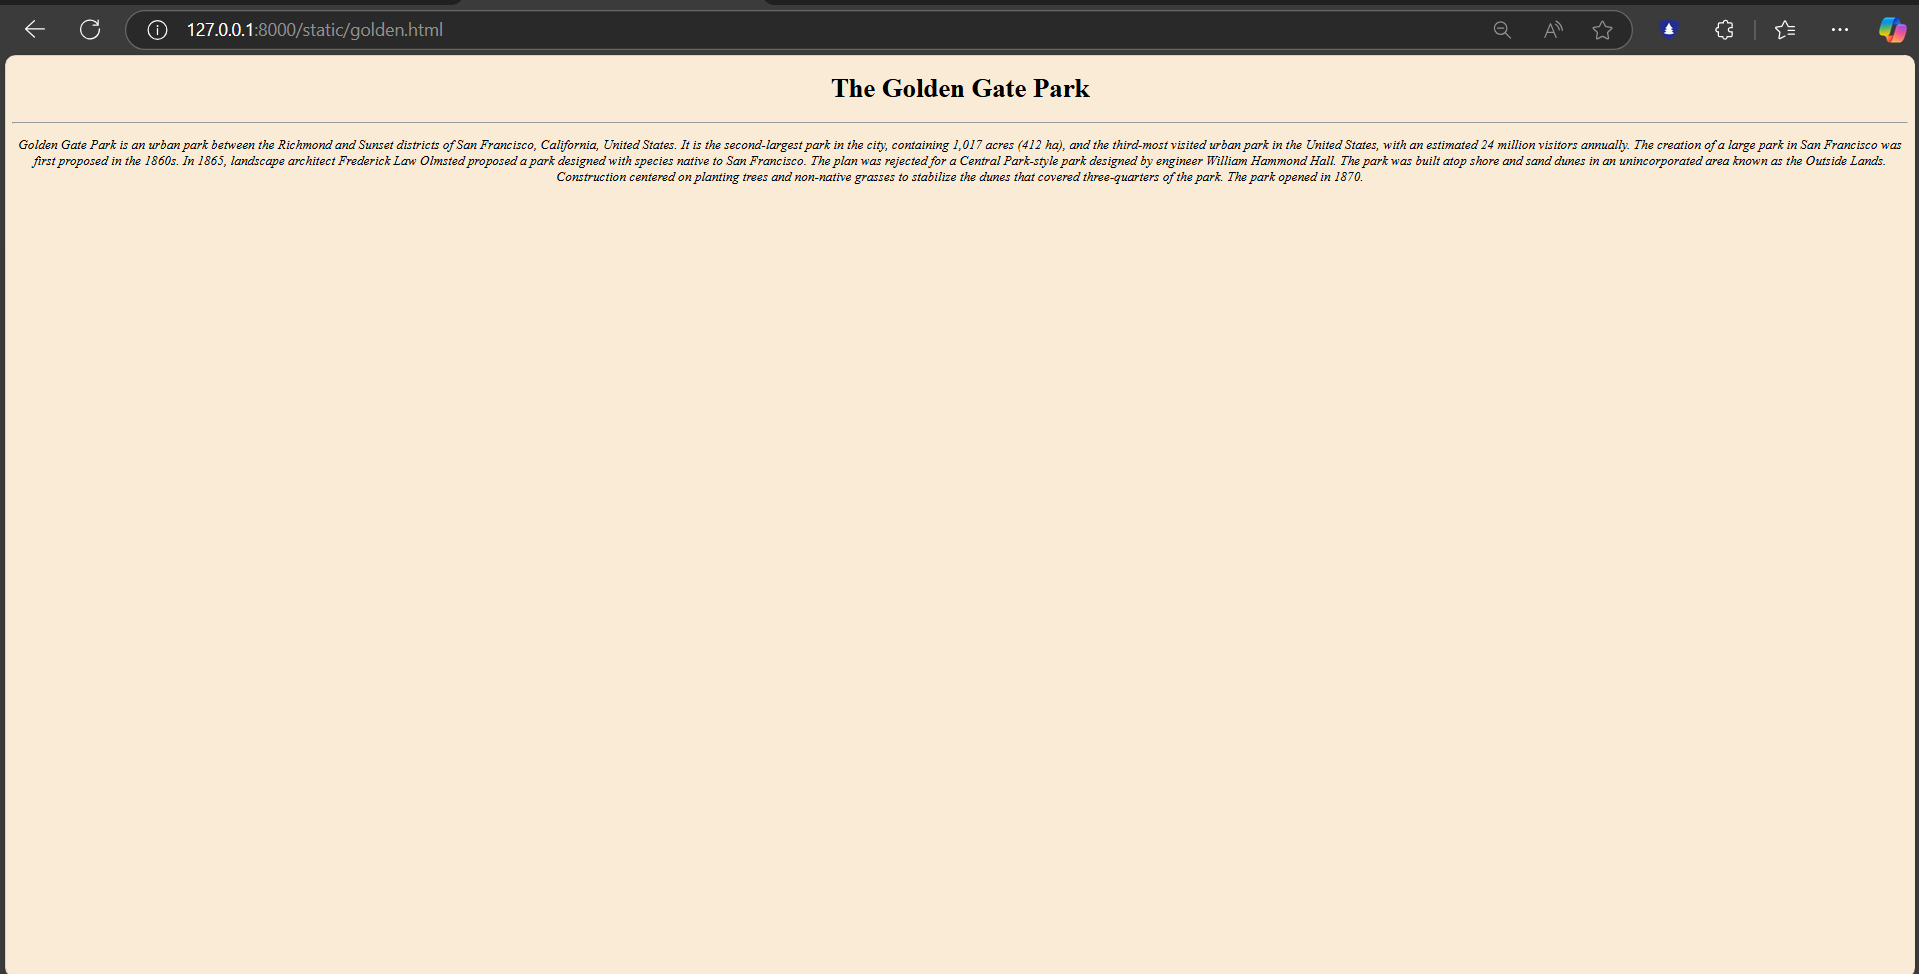 127.0.0.1:8000/static/golden.html
The Golden Gate Park
Golden Gate Park is an urban park between the Richmond and Sunset districts of San Francisco, California, United States. It is the second-largest park in the city, containing 1,017 acres (412 ha), and the third-most visited urban park in the United States, with an estimated 24 million visitors annually. The creation of a large park in San Francisco was
first proposed in the 1860s. In 1865, landscape architect Frederick Law Olmsted proposed a park designed with species native to San Francisco. The plan was rejected for a Central Park-style park designed by engineer William Hammond Hall. The park was built atop shore and sand dunes in an unincorporated area known as the Outside Lands.
Construction centered on planting trees and non-native grasses to stabilize the dunes that covered three-quarters of the park. The park opened in 1870.